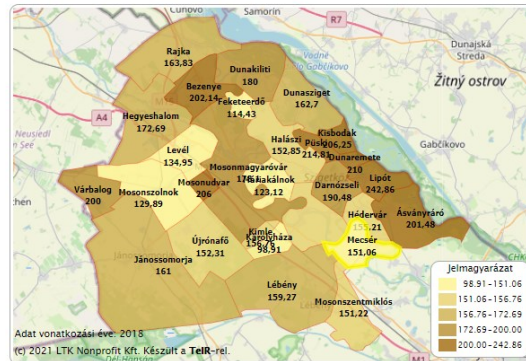 Čunovo
Samorin
R7
Dunajská
Streda
Vodné
dielo Gabčíkovo
Žitný ostrov
A4
Gabčíkovo
Rajka
163,83
Dunakiliti
180
Bezenye
202,14
Feketeerdő
114,43
Dunasziget
162,7
Hegyeshalom
172,69
Levél
134,95
Halászi
152,85
Kisbodak
206,25
Püski
214,81
Dunaremete
210
Mosonmagyaróvár
Máriakálnok
123,12
Lipót
242,86
Darnózseli
190,48
Várbalog
200
Mosonszolnok
129,89
Mosonudvar
206
Hédervár
155,21
Ásványráró
201,48
Mecsér
151,06
Kimle
156,76
Károlyháza
98,91
Újrónafő
152,31
Jánossomorja
161
Lébény
159,27
Mosonszentmiklós
151,22
M1
Jelmagyarázat
98.91-151.06
151.06-156.76
156.76-172.69
172.69-200.00
200.00-242.86
Adat vonatkozási éve: 2018
(c) 2021 LTK Nonprofit Kft. Készült a TeIR-rel.